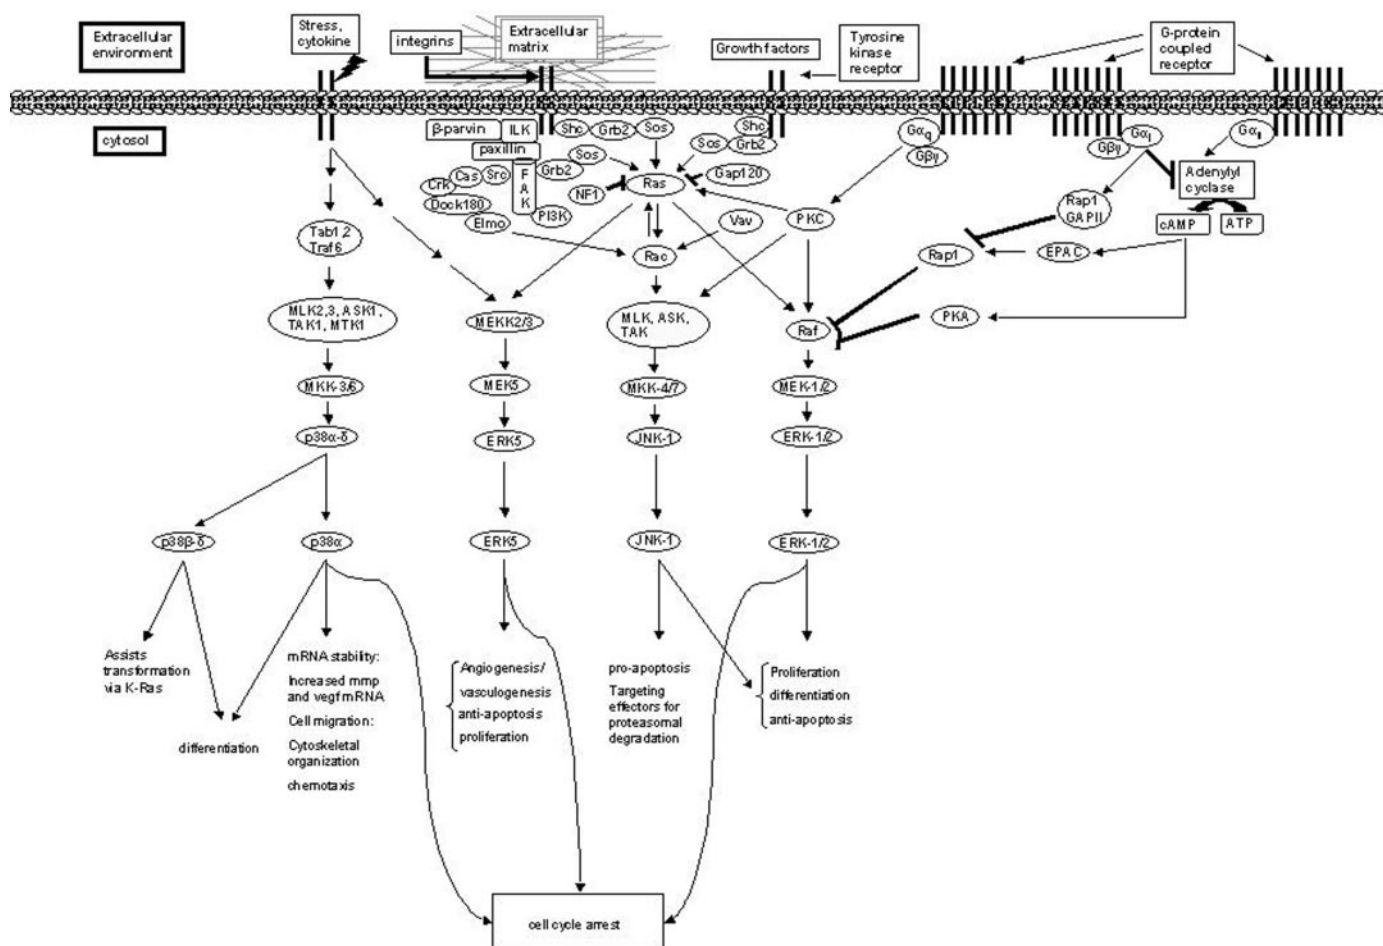 Extracellular
environment
Stress,
cytokine
integrins
Extracellular
matrix
Growth factors
Tyrosine
kinase
receptor
G-protein
coupled
receptor
cytosol
β-parvin
ILK
paxillin
F
A
K
Shc
Grb2
Sos
Sos
Grb2
Shc
Sos
Grb2
Src
Cas
Crk
Dock180
Elmo
PI3K
NF1
Ras
Gap120
Gαq
Gβγ
Gβγ
Gαi
Adenylyl
cyclase
cAMP
ATP
Rap1
GAPII
EPAC
Rap1
PKC
Vav
Rac
PKA
Tab1,2
Traf6
MLK2,3, ASK1,
TAK1, MTK1
MEKK2/3
MLK, ASK,
TAK
Raf
MKK-3/6
MEK5
MKK-4/7
MEK-1/2
p38α-δ
ERK5
JNK-1
ERK-1/2
p38β-δ
p38α
ERK5
JNK-1
ERK-1/2
Assists
transformation
via K-Ras
differentiation
mRNA stability:
Increased mmp
and vegf mRNA
Cell migration:
Cytoskeletal
organization
chemotaxis
Angiogenesis/
vasculogenesis
anti-apoptosis
proliferation
pro-apoptosis
Targeting
effectors for
proteasomal
degradation
Proliferation
differentiation
anti-apoptosis
cell cycle arrest